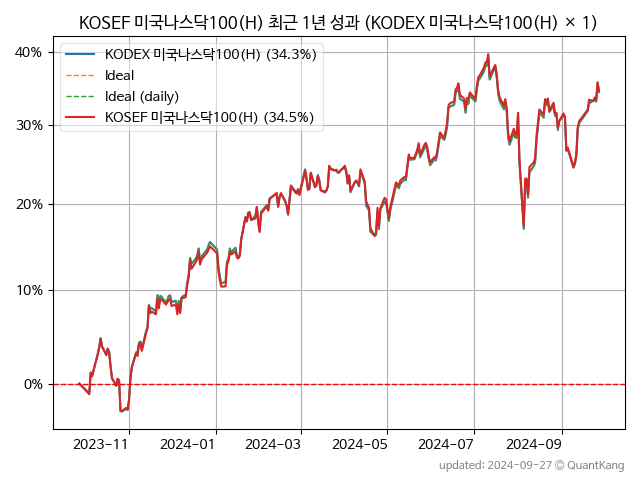 KOSEF 미국나스닥100(H) 최근 1년 성과 (KODEX 미국나스닥100(H) × 1)
40%
30%
20%
10%
0%
KODEX 미국나스닥100(H) (34.3%)
Ideal
Ideal (daily)
KOSEF 미국나스닥100(H) (34.5%)
2023-11
2024-01
2024-03
2024-05
2024-07
2024-09
updated: 2024-09-27 © QuantKang